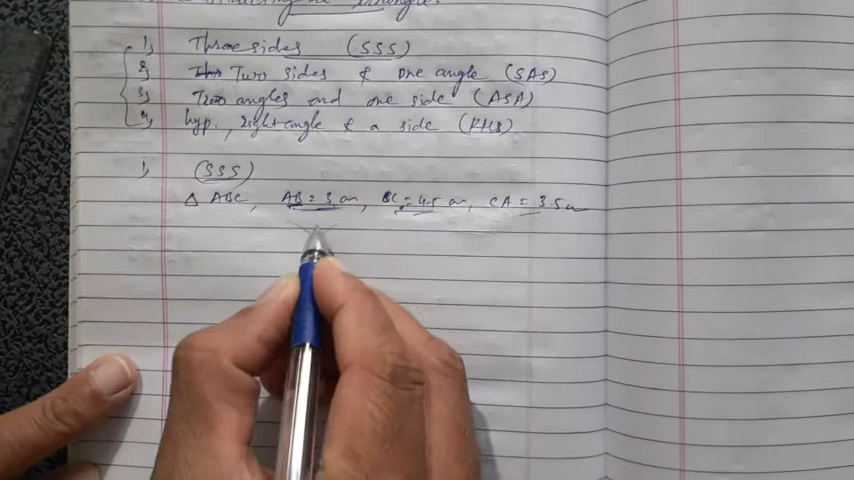 1, Three sides (SSS)
2, Two sides & one angle (SAS)
3, Two angles and one side (ASA)
4, hyp., right angle & a side (RHS)
1, (SSS)
△ ABC, AB = 3 cm, BC = 4.5 cm, CA = 3.5 cm